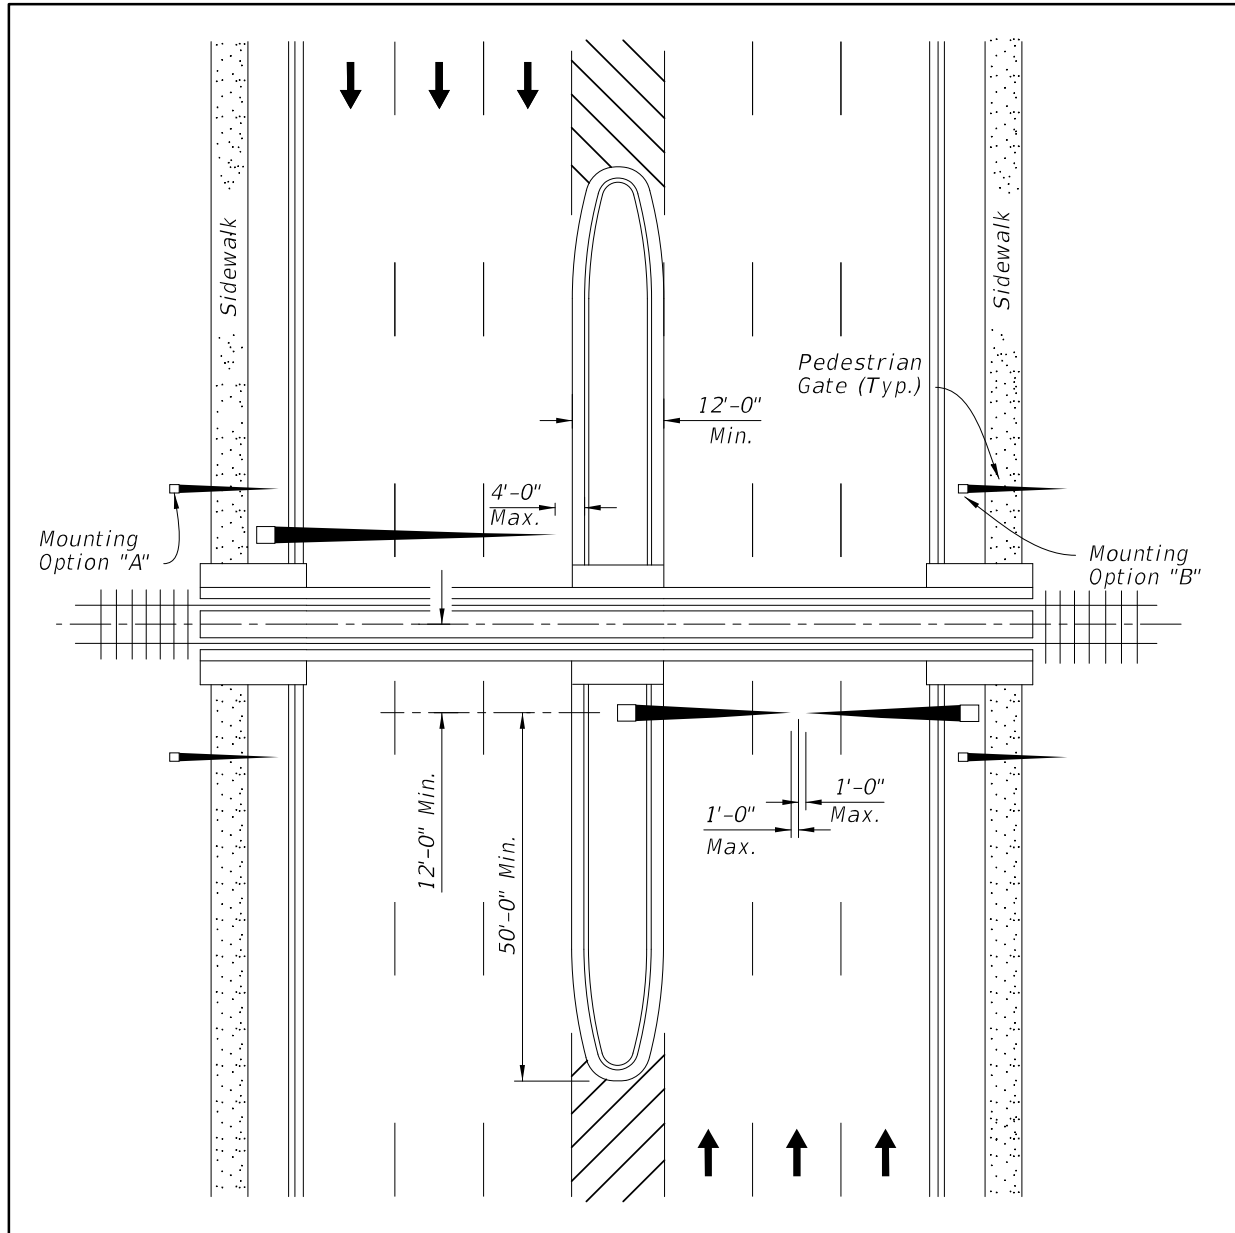 Sidewalk
Sidewalk
Pedestrian
Gate (Typ.)
12'-0"
Min.
4'-0"
Max.
Mounting
Option "A"
Mounting
Option "B"
12'-0" Min.
50'-0" Min.
1'-0"
Max.
1'-0"
Max.